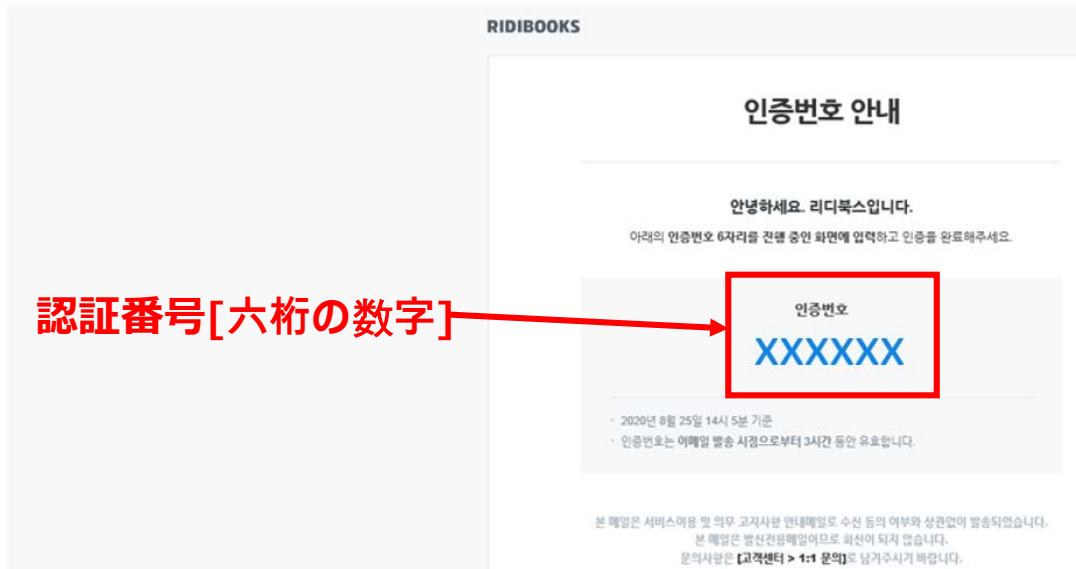 RIDIBOOKS
인증번호 안내
안녕하세요. 리디북스입니다.
아래의 인증번호 6자리를 진행 중인 화면에 입력하고 인증을 완료해주세요.
認証番号[六桁の数字]
인증번호
XXXXXX
2020년 8월 25일 14시 5분 기준
인증번호는 이메일 발송 시점으로부터 3시간 동안 유효합니다.
본 메일은 서비스이용 및 의무 고지사항 안내메일로 수신 동의 여부와 상관없이 발송되었습니다.
본 메일은 발신전용메일이므로 회신이 되지 않습니다.
문의사항은 [고객센터 > 1:1 문의]로 남겨주시기 바랍니다.